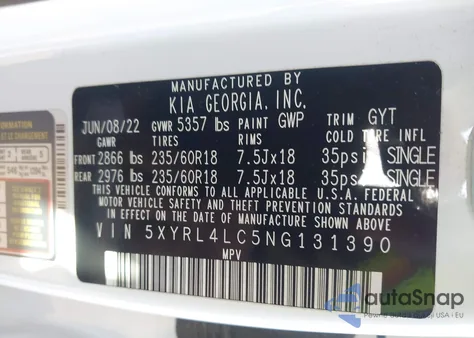 MANUFACTURED BY
KIA GEORGIA, INC.
JUN/08/22 GVWR 5357 lbs PAINT GWP TRIM GYT
GAWR TIRES RIMS COLD TIRE INFL
FRONT 2866 lbs 235/60R18 7.5Jx18 35psi SINGLE
REAR 2976 lbs 235/60R18 7.5Jx18 35psi SINGLE
THIS VEHICLE CONFORMS TO ALL APPLICABLE U.S.A. FEDERAL
MOTOR VEHICLE SAFETY AND THEFT PREVENTION STANDARDS
IN EFFECT ON THE DATE OF MANUFACTURE SHOWN ABOVE.
VIN 5XYRL4LC5NG131390
MPV
autoSnap